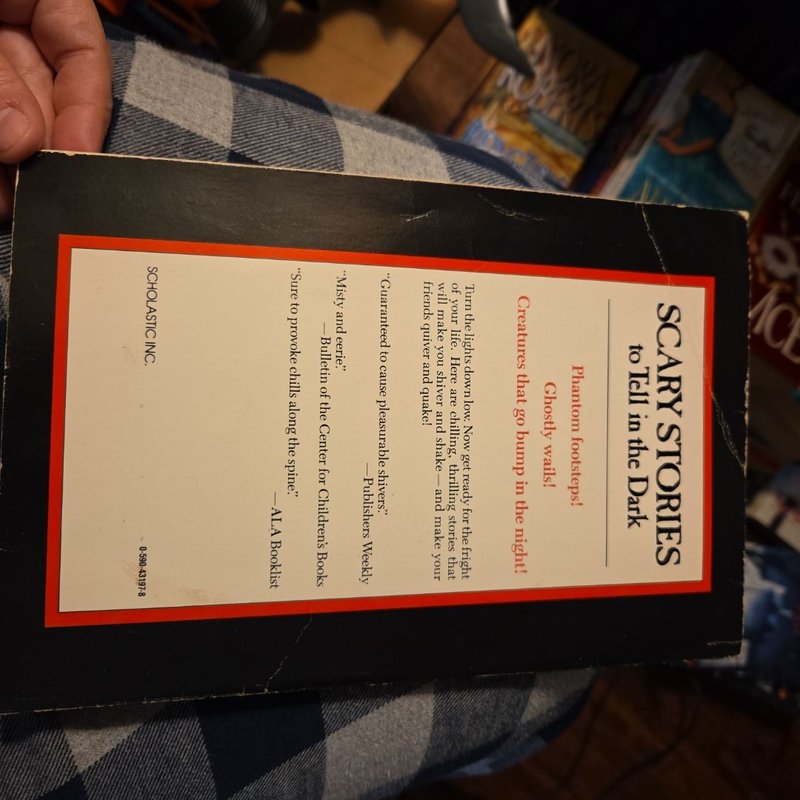 SCARY STORIES
to Tell in the Dark
Phantom footsteps!
Ghostly wails!
Creatures that go bump in the night!
Turn the lights down low. Now get ready for the fright
of your life. Here are chilling, thrilling stories that
will make you shiver and shake — and make your
friends quiver and quake!
“Guaranteed to cause pleasurable shivers.”
—Publishers Weekly
“Misty and eerie.”
—Bulletin of the Center for Children's Books
“Sure to provoke chills along the spine.”
—ALA Booklist
SCHOLASTIC INC.
0-590-43197-8
NORA
ROBERTS